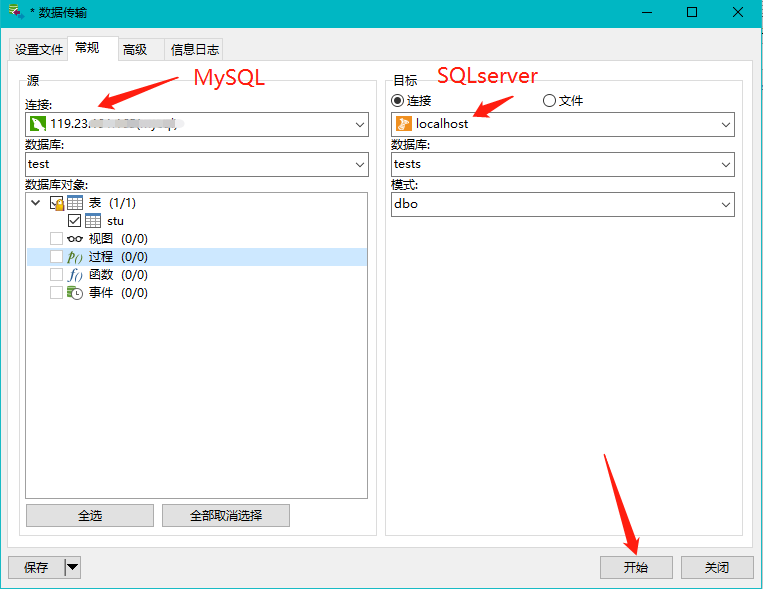 * 数据传输
设置文件 常规 高级 信息日志
源
MySQL
连接:
119.23.
数据库:
test
数据库对象:
表 (1/1)
stu
视图 (0/0)
过程 (0/0)
函数 (0/0)
事件 (0/0)
全选 全部取消选择
目标
SQLserver
连接 文件
localhost
数据库:
tests
模式:
dbo
保存 开始 关闭